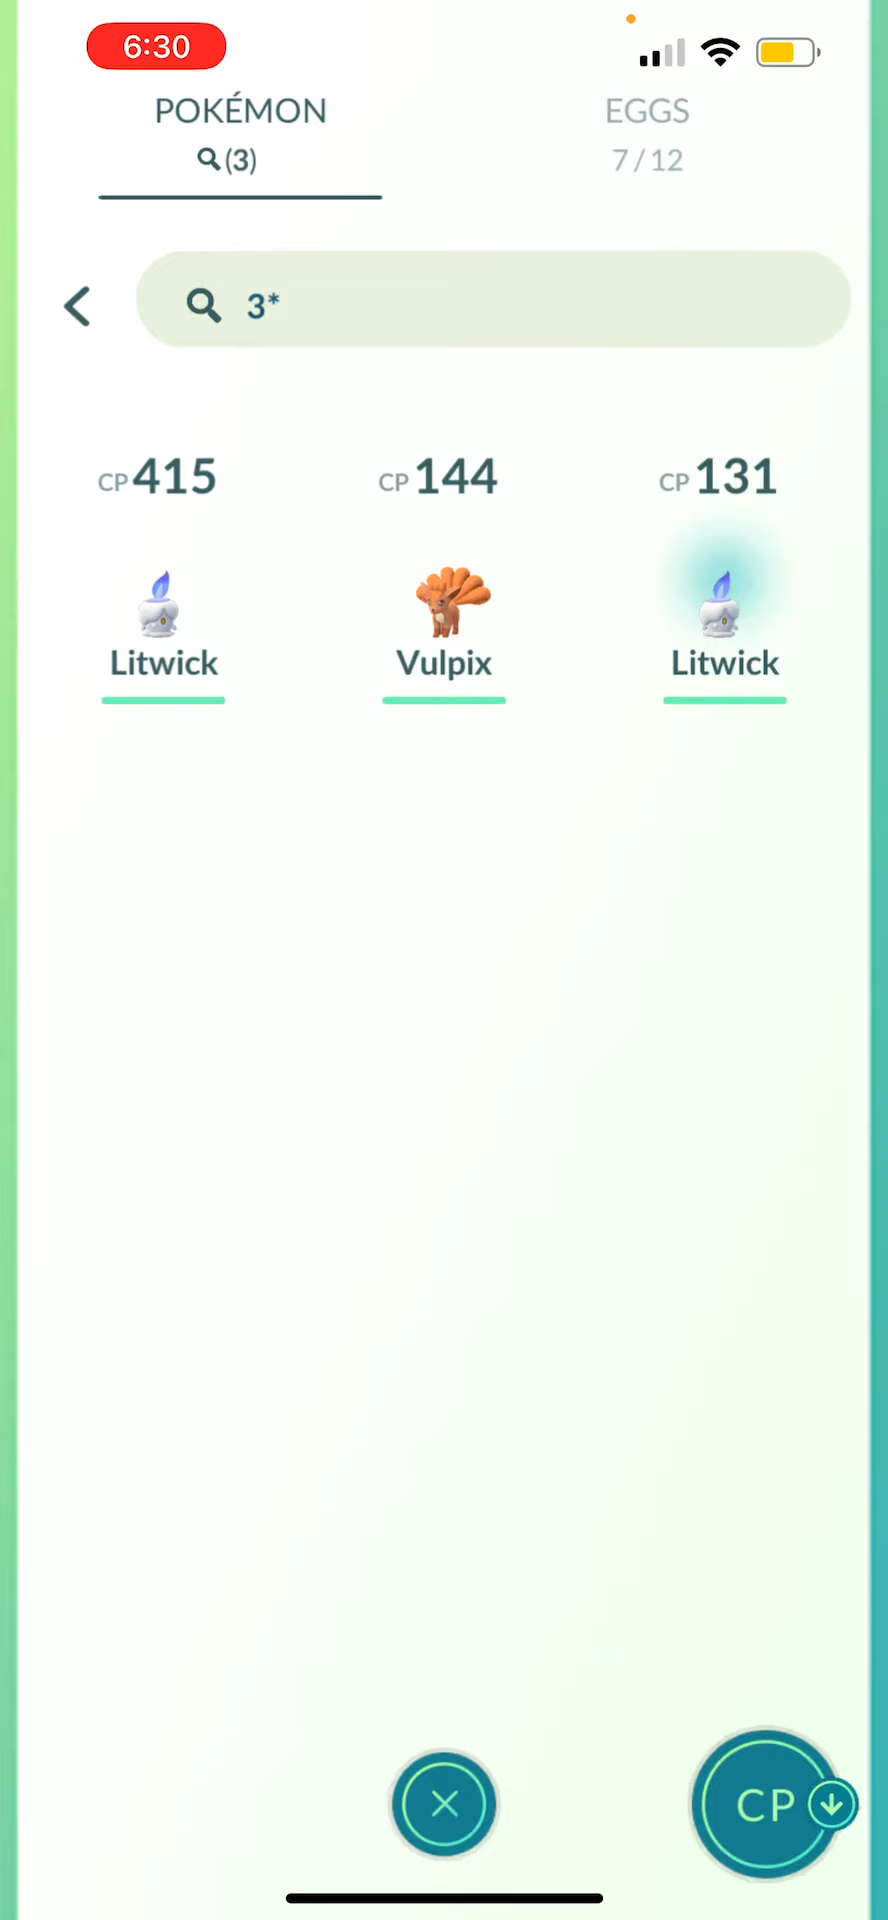 6:30
POKÉMON
EGGS
(3)
7 / 12
3*
CP 415
CP 144
CP 131
Litwick
Vulpix
Litwick
CP